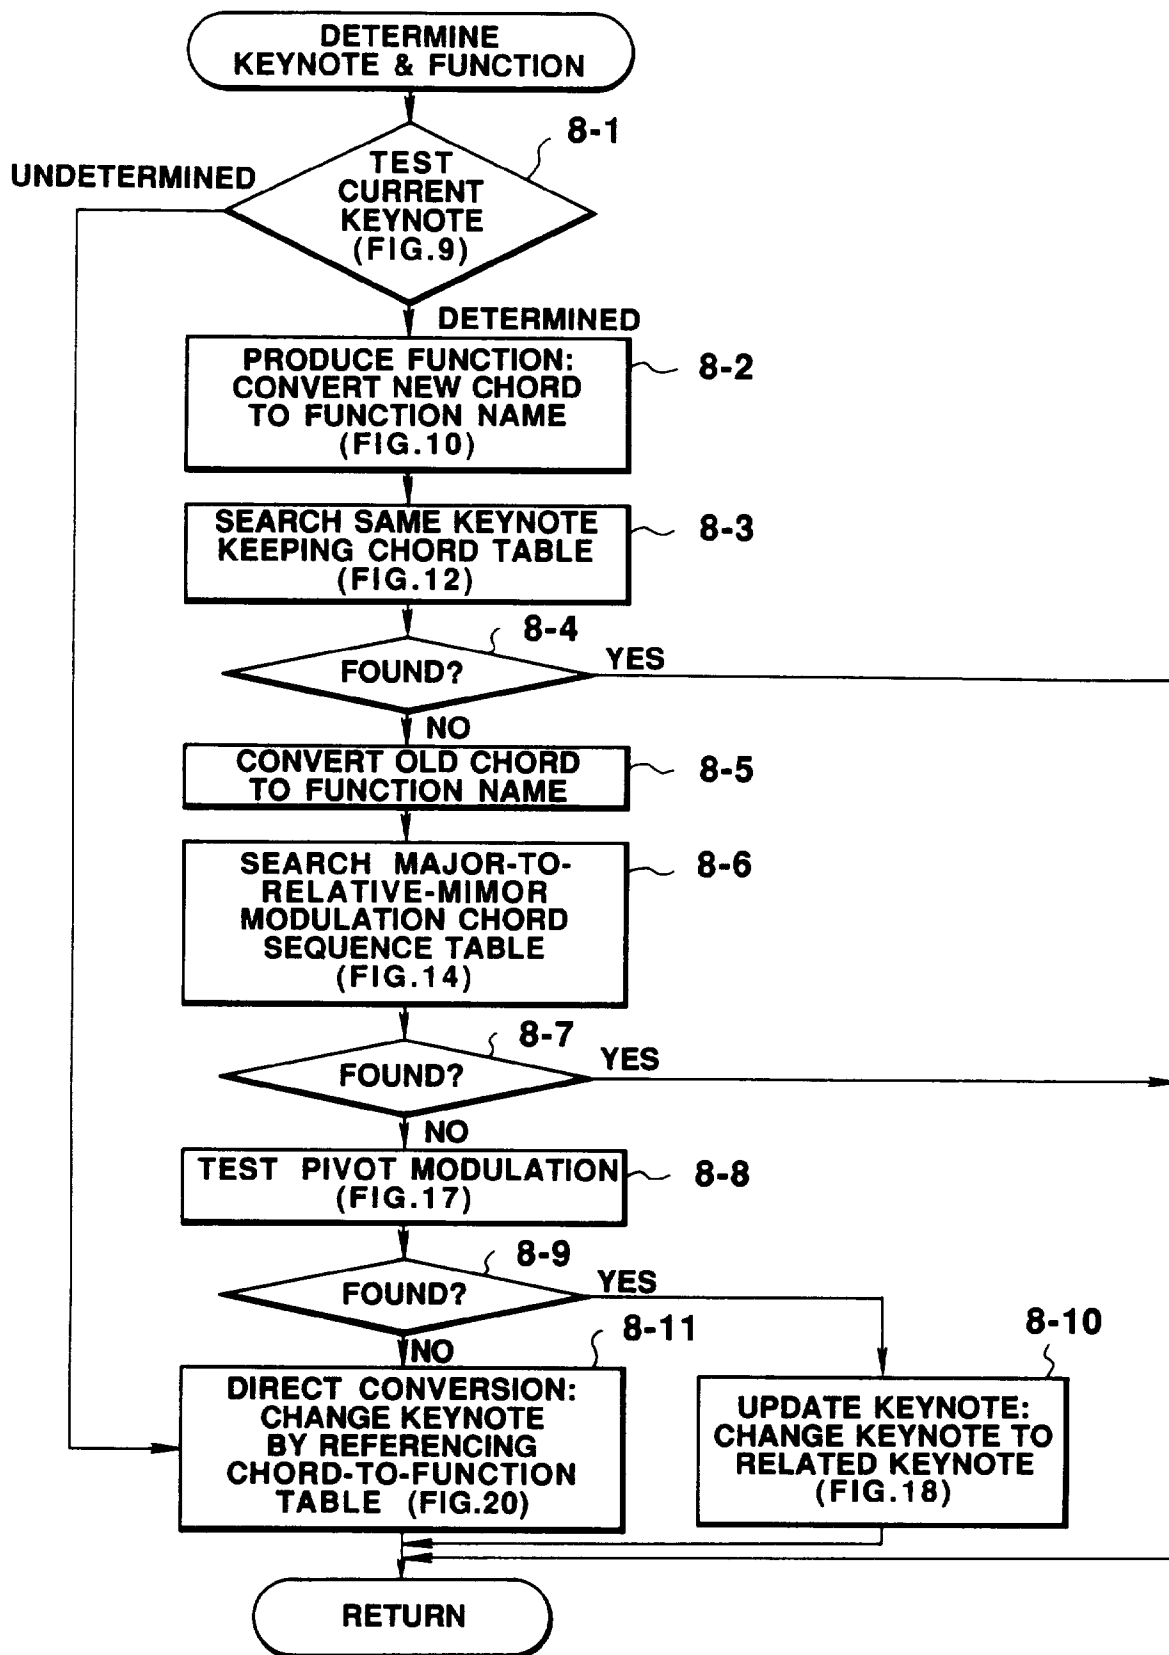 DETERMINE
KEYNOTE & FUNCTION
8-1
UNDETERMINED
TEST
CURRENT
KEYNOTE
(FIG.9)
DETERMINED
PRODUCE FUNCTION:
CONVERT NEW CHORD
TO FUNCTION NAME
(FIG.10)
8-2
SEARCH SAME KEYNOTE
KEEPING CHORD TABLE
(FIG.12)
8-3
8-4
FOUND?
YES
NO
CONVERT OLD CHORD
TO FUNCTION NAME
8-5
SEARCH MAJOR-TO-
RELATIVE-MIMOR
MODULATION CHORD
SEQUENCE TABLE
(FIG.14)
8-6
8-7
FOUND?
YES
NO
TEST PIVOT MODULATION
(FIG.17)
8-8
8-9
FOUND?
YES
NO
8-11
DIRECT CONVERSION:
CHANGE KEYNOTE
BY REFERENCING
CHORD-TO-FUNCTION
TABLE (FIG.20)
8-10
UPDATE KEYNOTE:
CHANGE KEYNOTE TO
RELATED KEYNOTE
(FIG.18)
RETURN